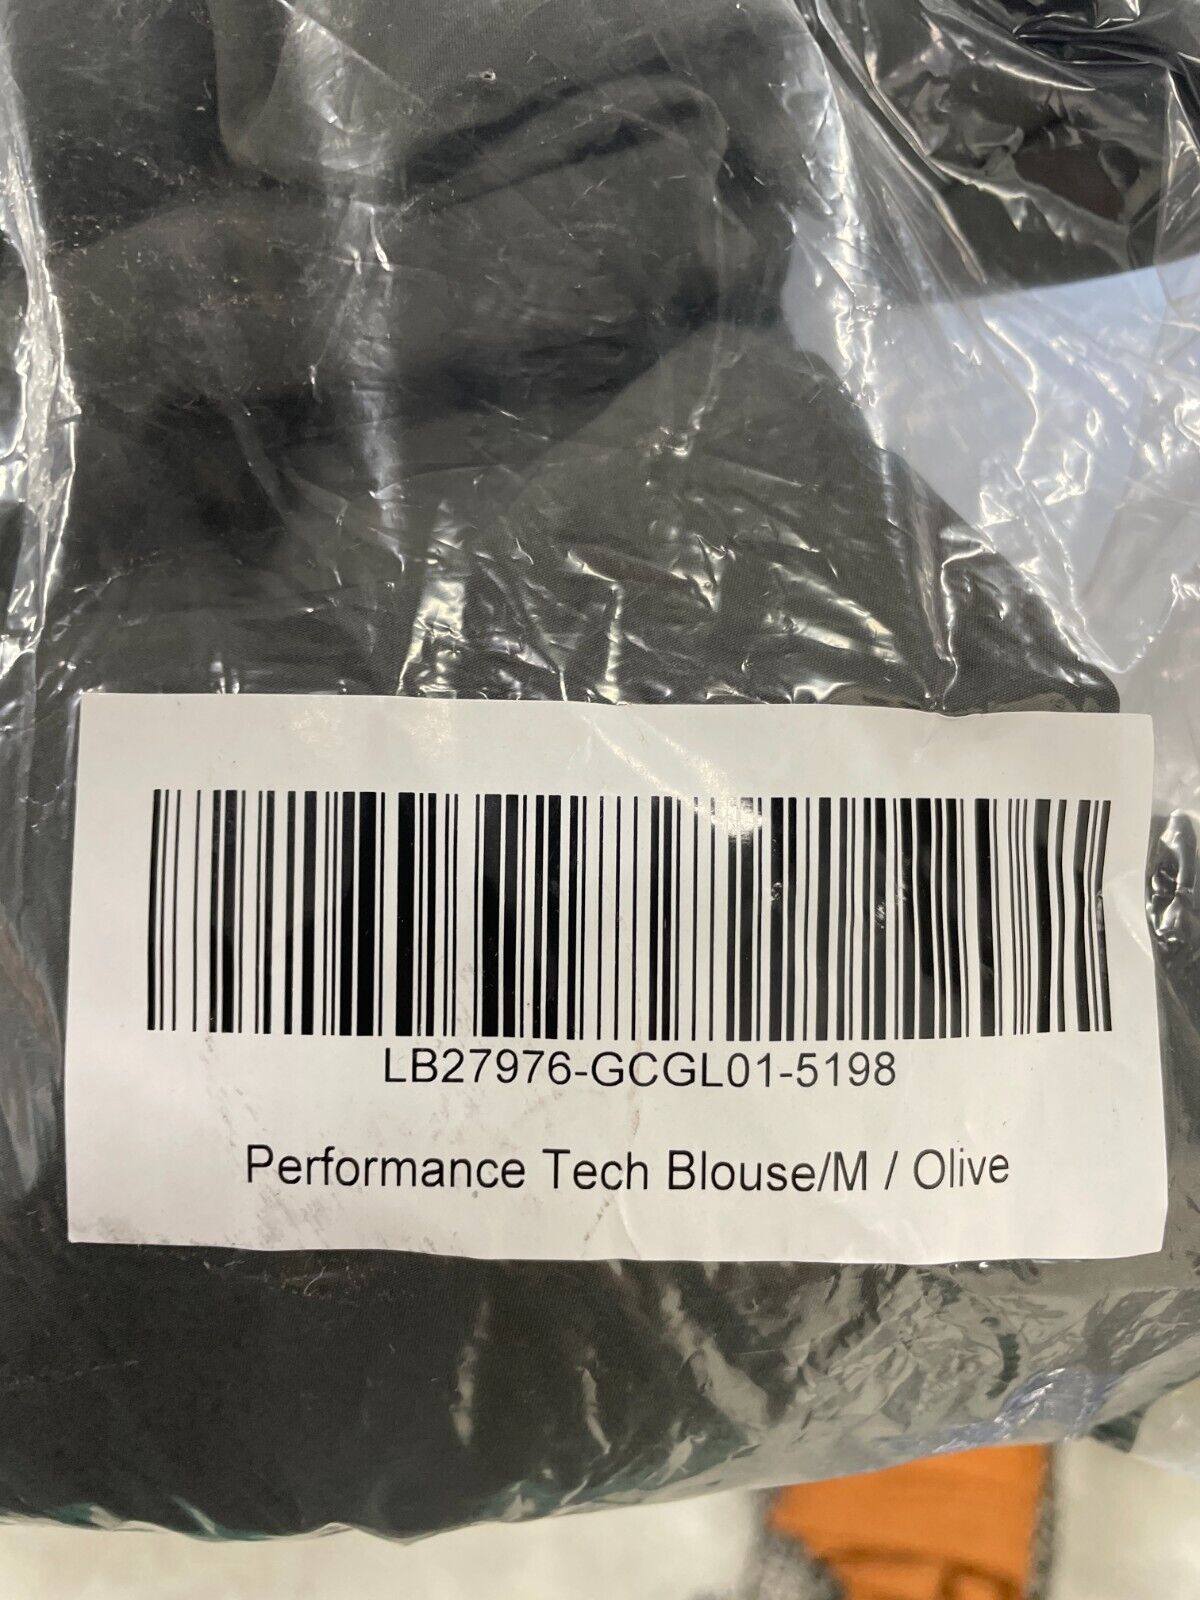 LB27976-GCGL01-5198
Performance Tech Blouse/M / Olive